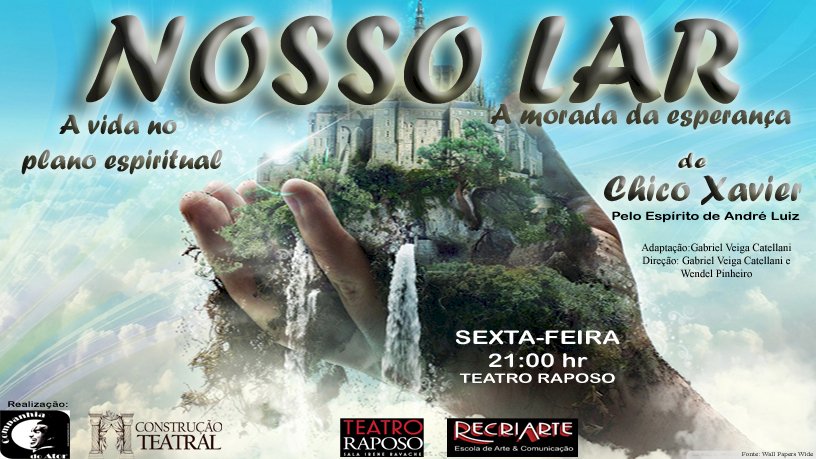 NOSSO LAR
A vida no
plano espiritual
A morada da esperança
de
Chico Xavier
Pelo Espírito de André Luiz
Adaptação:Gabriel Veiga Catellani
Direção: Gabriel Veiga Catellani e
Wendel Pinheiro
SEXTA-FEIRA
21:00 hr
TEATRO RAPOSO
Realização:
Companhia
do Ator
CONSTRUÇÃO
TEATRAL
TEATRO
RAPOSO
SALA IRENE RAVACHE
RECRIARTE
Escola de Arte & Comunicação
Fonte: Wall Papers Wide